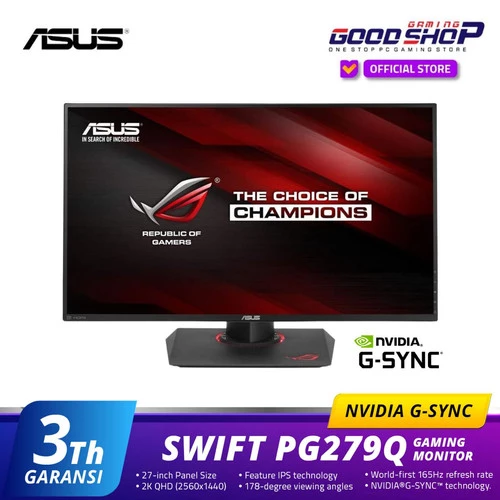 ASUS
GAMING
GOODSHOP
ONE STOP PC GAMING STORE
OFFICIAL STORE
ASUS
IN SEARCH OF INCREDIBLE
REPUBLIC OF
GAMERS
THE CHOICE OF
CHAMPIONS
ASUS
NVIDIA.
G-SYNC
NVIDIA G-SYNC
3Th
GARANSI
SWIFT PG279Q
GAMING
MONITOR
• 27-inch Panel Size
• 2K QHD (2560x1440)
• Feature IPS technology
• 178-degree viewing angles
• World-first 165Hz refresh rate
• NVIDIA®G-SYNC™ technology.